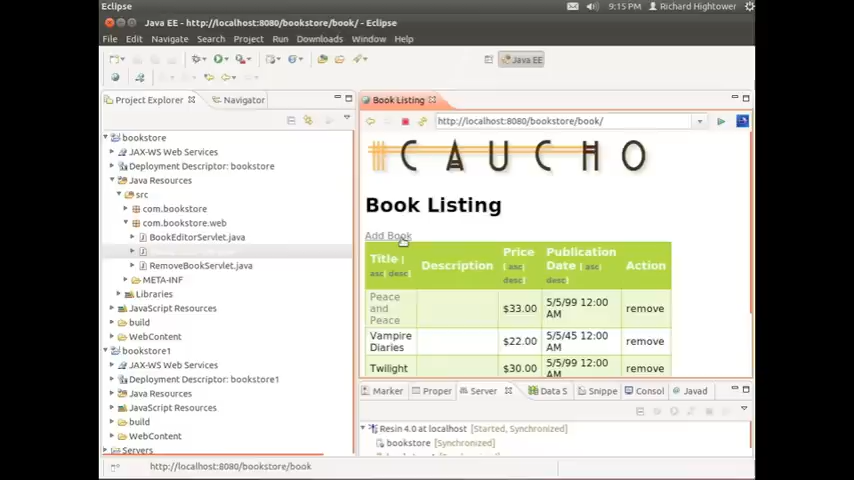 Eclipse 9:15 PM Richard Hightower
Java EE - http://localhost:8080/bookstore/book/ - Eclipse
File Edit Navigate Search Project Run Downloads Window Help
Java EE
Project Explorer Navigator
bookstore
JAX-WS Web Services
Deployment Descriptor: bookstore
Java Resources
src
com.bookstore
com.bookstore.web
BookEditorServlet.java
RemoveBookServlet.java
META-INF
Libraries
JavaScript Resources
build
WebContent
bookstore1
JAX-WS Web Services
Deployment Descriptor: bookstore1
Java Resources
JavaScript Resources
build
WebContent
Servers
Book Listing
http://localhost:8080/bookstore/book/
CAUCHO
Book Listing
Add Book
Title [ asc| desc] Description Price [ asc| desc] Publication Date [ asc| desc] Action
Peace and Peace $33.00 5/5/99 12:00 AM remove
Vampire Diaries $22.00 5/5/45 12:00 AM remove
Twilight $30.00 5/5/99 12:00 AM remove
Marker Proper Server Data S Snippe Consol Javad
Resin 4.0 at localhost [Started, Synchronized]
bookstore [Synchronized]
http://localhost:8080/bookstore/book